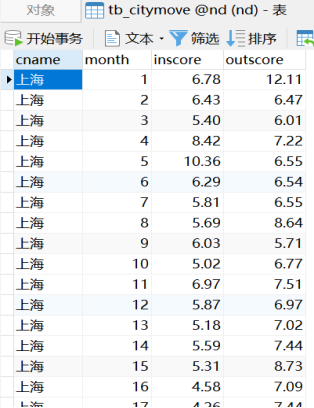 对象 tb_citymove @nd (nd) - 表
开始事务 文本 筛选 排序
cname month inscore outscore
上海 1 6.78 12.11
上海 2 6.43 6.47
上海 3 5.40 6.01
上海 4 8.42 7.22
上海 5 10.36 6.55
上海 6 6.29 6.54
上海 7 5.81 6.55
上海 8 5.69 8.64
上海 9 6.03 5.71
上海 10 5.02 6.77
上海 11 6.97 7.51
上海 12 5.87 6.97
上海 13 5.18 7.02
上海 14 5.59 7.44
上海 15 5.31 8.73
上海 16 4.58 7.09
上海 17 4.26 7.44